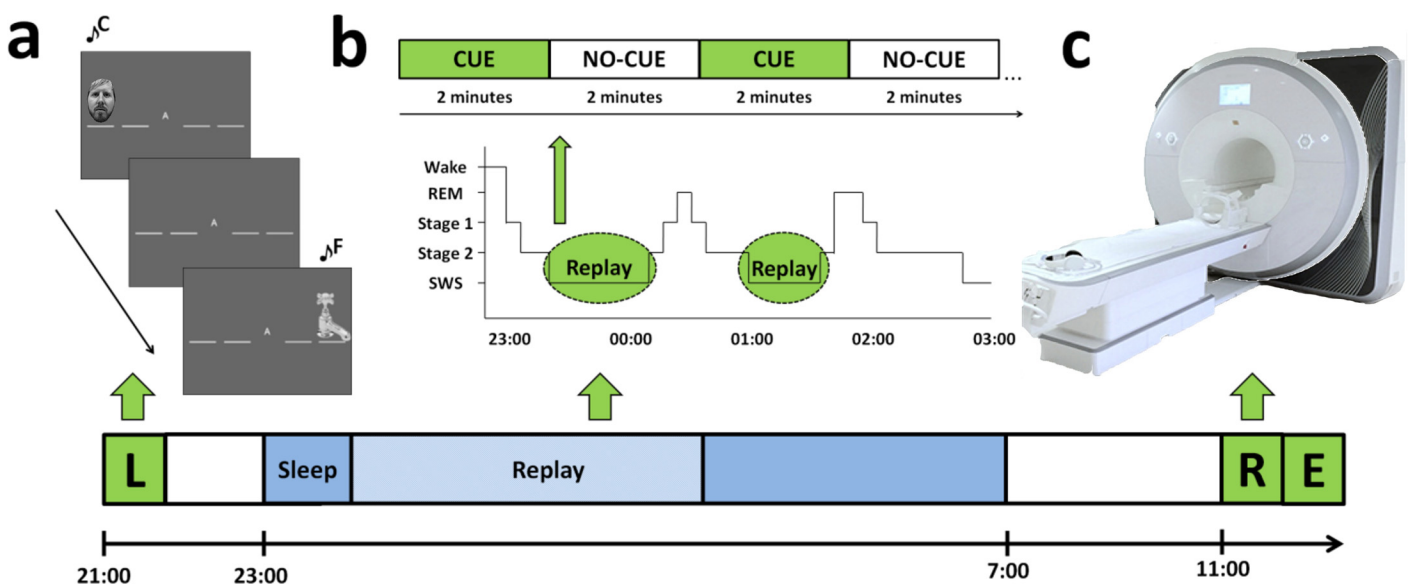 a
♪C
A
A
♪F
A
b
CUE NO-CUE CUE NO-CUE
2 minutes 2 minutes 2 minutes 2 minutes
...
Wake
REM
Stage 1
Stage 2
SWS
Replay Replay
23:00 00:00 01:00 02:00 03:00
c
L Sleep Replay R E
21:00 23:00 7:00 11:00